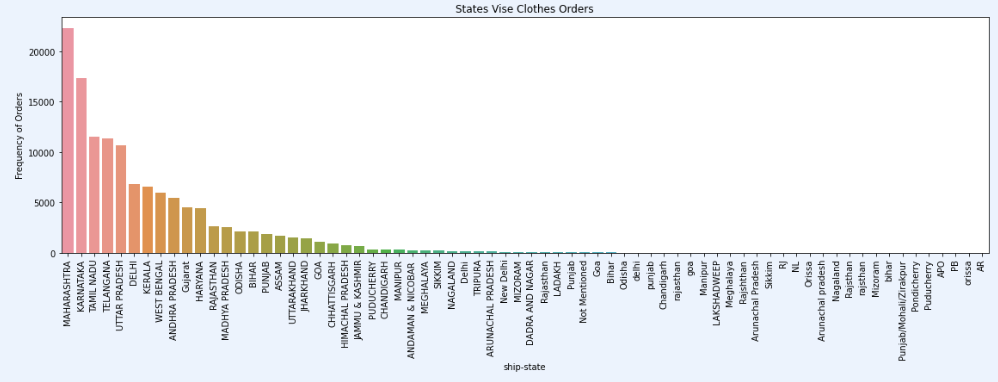 States Vise Clothes Orders
Frequency of Orders
20000
15000
10000
5000
0
MAHARASHTRA
KARNATAKA
TAMIL NADU
TELANGANA
UTTAR PRADESH
DELHI
KERALA
WEST BENGAL
ANDHRA PRADESH
Gujarat
HARYANA
RAJASTHAN
MADHYA PRADESH
ODISHA
BIHAR
PUNJAB
ASSAM
UTTARAKHAND
JHARKHAND
GOA
CHHATTISGARH
HIMACHAL PRADESH
JAMMU & KASHMIR
PUDUCHERRY
CHANDIGARH
MANIPUR
ANDAMAN & NICOBAR
MEGHALAYA
SIKKIM
NAGALAND
Delhi
TRIPURA
ARUNACHAL PRADESH
New Delhi
MIZORAM
DADRA AND NAGAR
Rajasthan
LADAKH
Punjab
Not Mentioned
Goa
Bihar
Odisha
delhi
punjab
Chandigarh
rajasthan
goa
Manipur
LAKSHADWEEP
Meghalaya
Rajshthan
Arunachal Pradesh
Sikkim
RJ
NL
Orissa
Arunachal pradesh
Nagaland
Rajsthan
rajsthan
Mizoram
bihar
Punjab/Mohali/Zirakpur
Pondicherry
Puducherry
APO
PB
orissa
AR
ship-state